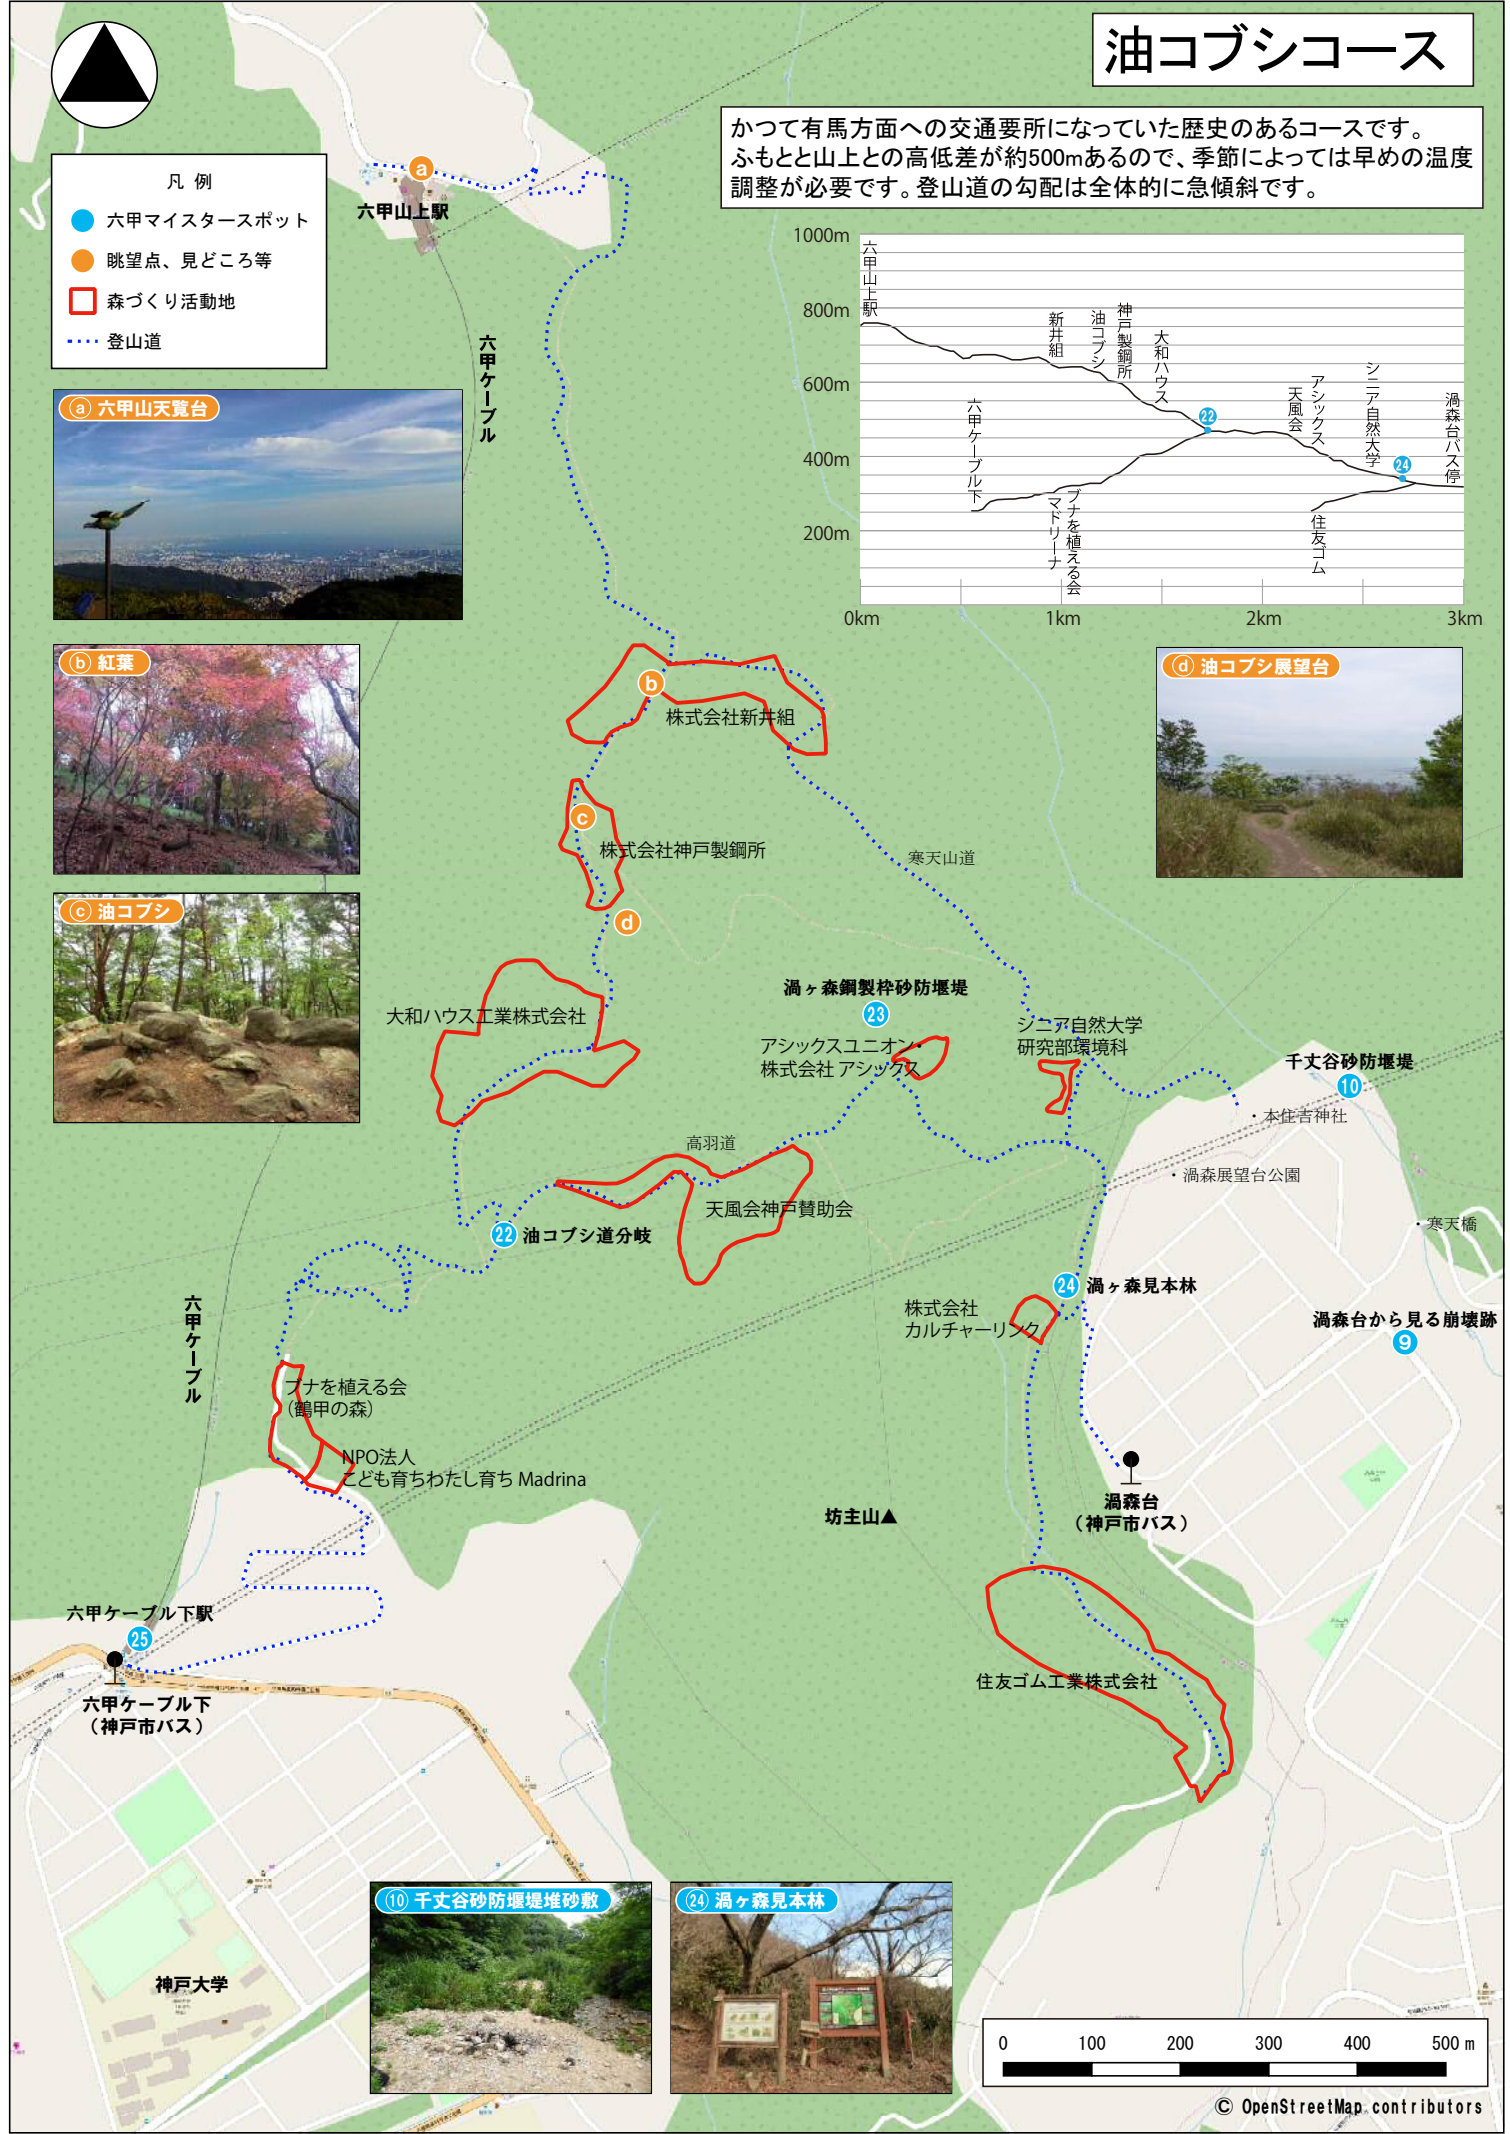 油コブシコース
かつて有馬方面への交通要所になっていた歴史のあるコースです。
ふもとと山上との高低差が約500mあるので、季節によっては早めの温度
調整が必要です。登山道の勾配は全体的に急傾斜です。
凡 例
六甲マイスタースポット
眺望点、見どころ等
森づくり活動地
登山道
a
六甲山上駅
六甲ケーブル
ⓐ 六甲山天覧台
ⓑ 紅葉
ⓒ 油コブシ
ⓓ 油コブシ展望台
1000m
800m
600m
400m
200m
0km
1km
2km
3km
六甲山上駅
新井組
油コブシ
神戸製鋼所
大和ハウス
22
六甲ケーブル下
マドリーナ
ブナを植える会
天風会
アシックス
シニア自然大学
24
渦森台バス停
住友ゴム
b
株式会社新井組
c
株式会社神戸製鋼所
d
寒天山道
大和ハウス工業株式会社
渦ヶ森鋼製枠砂防堰堤
23
アシックスユニオン・
株式会社 アシックス
シニア自然大学
研究部環境科
千丈谷砂防堰堤
10
・本住吉神社
・渦森展望台公園
・寒天橋
高羽道
天風会神戸賛助会
22 油コブシ道分岐
24 渦ヶ森見本林
株式会社
カルチャーリンク
渦森台から見る崩壊跡
9
六甲ケーブル
ブナを植える会
（鶴甲の森）
NPO法人
こども育ちわたし育ち Madrina
坊主山▲
渦森台
（神戸市バス）
六甲ケーブル下駅
25
六甲ケーブル下
（神戸市バス）
住友ゴム工業株式会社
神戸大学
⑩ 千丈谷砂防堰堤堆砂敷
㉔ 渦ヶ森見本林
0 100 200 300 400 500 m
© OpenStreetMap contributors